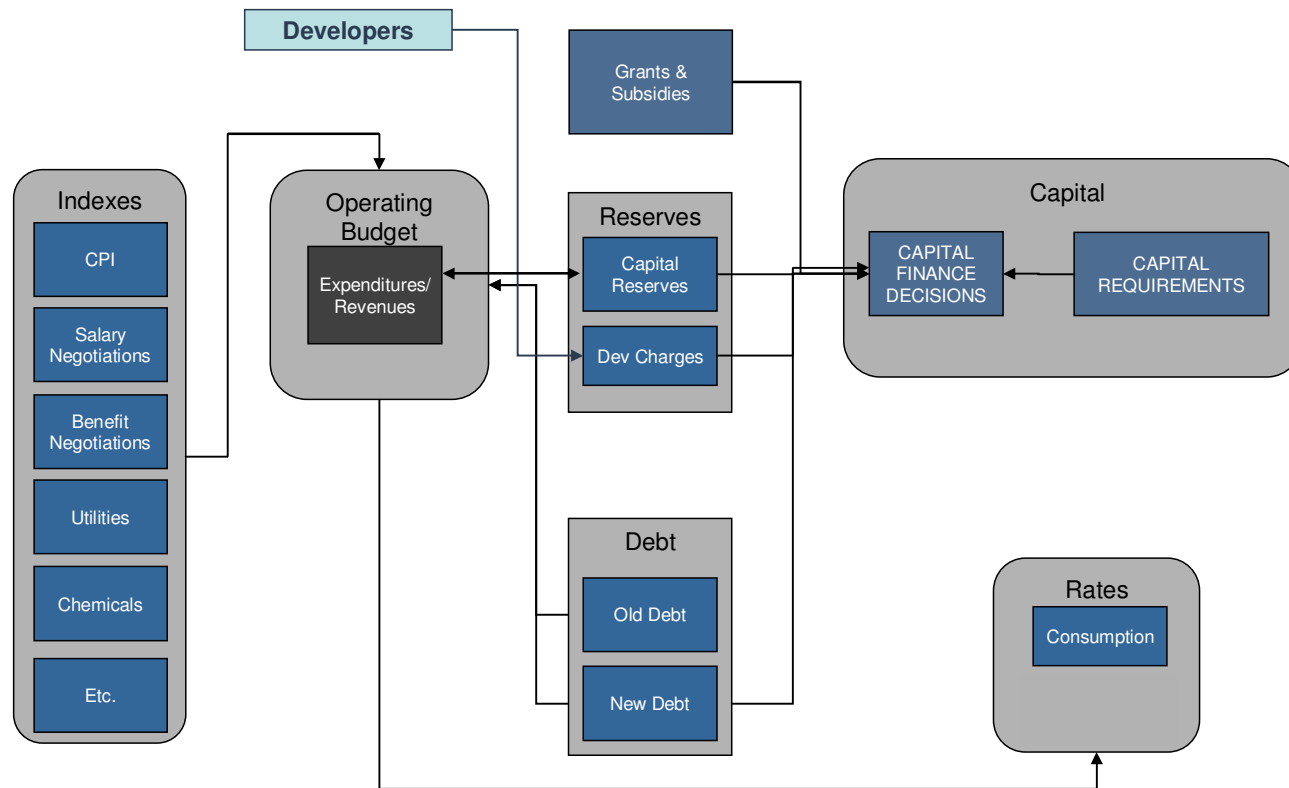 Developers
Grants &
Subsidies
Indexes
CPI
Salary
Negotiations
Benefit
Negotiations
Utilities
Chemicals
Etc.
Operating
Budget
Expenditures/
Revenues
Reserves
Capital
Reserves
Dev Charges
Debt
Old Debt
New Debt
Capital
CAPITAL
FINANCE
DECISIONS
CAPITAL
REQUIREMENTS
Rates
Consumption